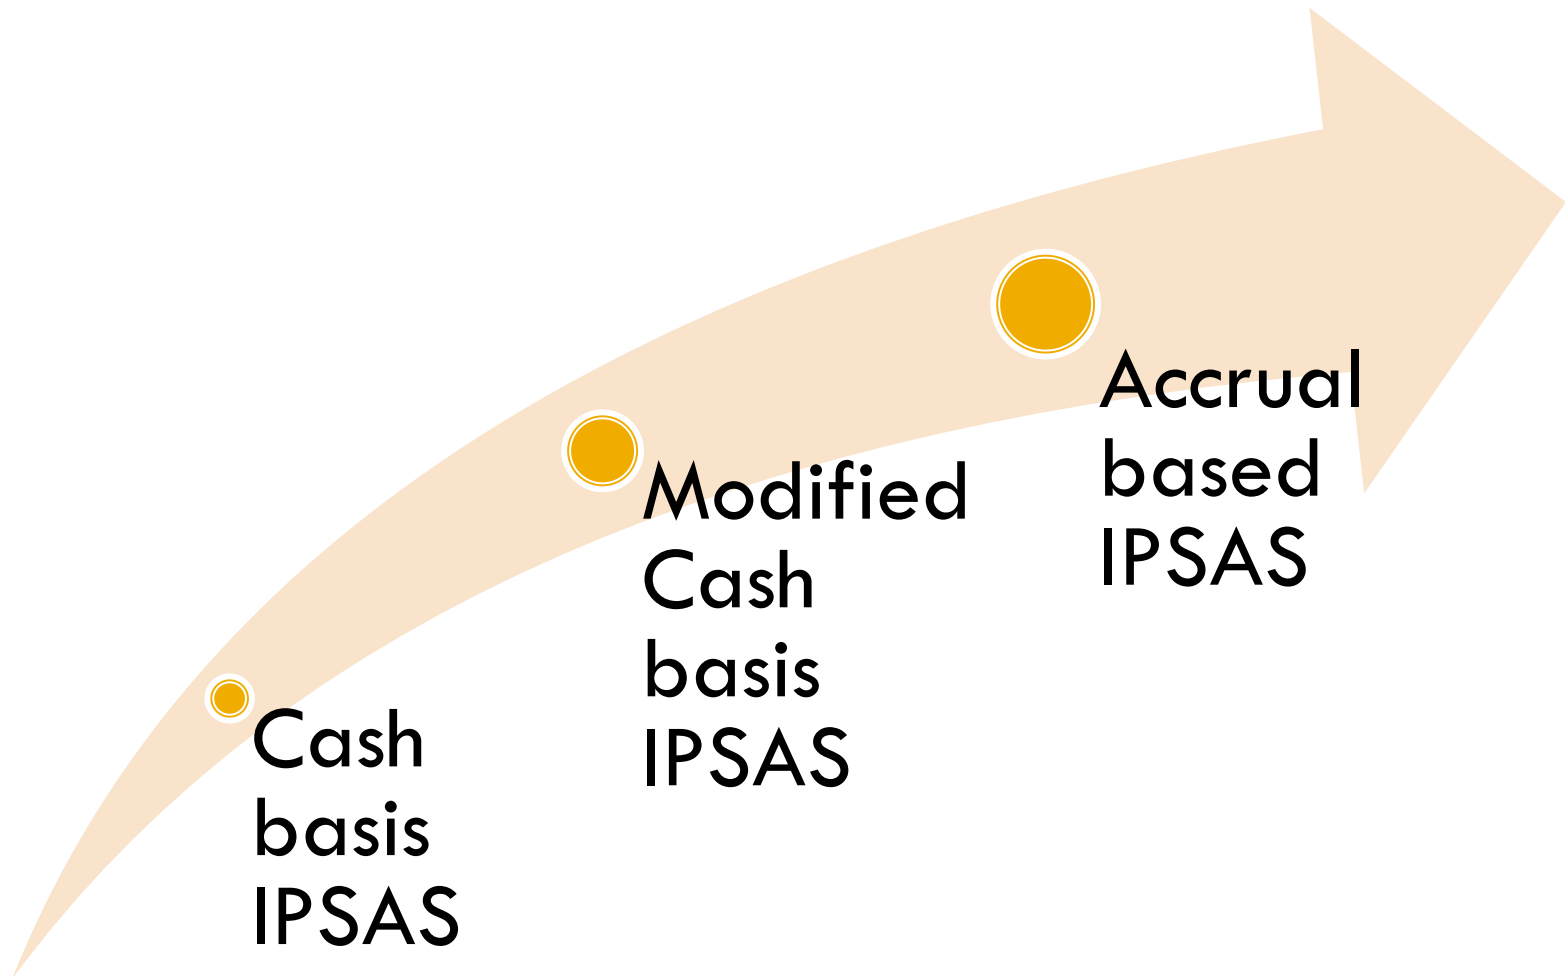 Cash
basis
IPSAS
Modified
Cash
basis
IPSAS
Accrual
based
IPSAS